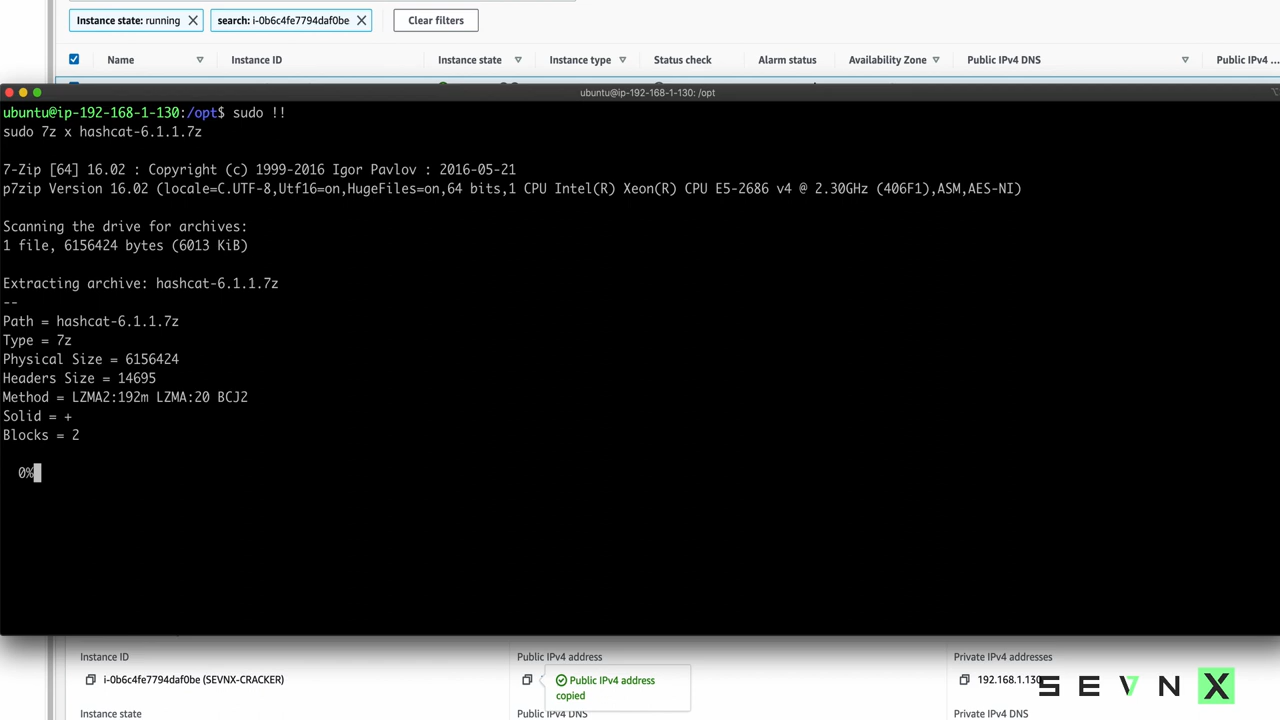 Instance state: running
search: i-0b6c4fe7794daf0be
Clear filters
Name
Instance ID
Instance state
Instance type
Status check
Alarm status
Availability Zone
Public IPv4 DNS
Public IPv4 ...
ubuntu@ip-192-168-1-130: /opt
ubuntu@ip-192-168-1-130:/opt$ sudo !!
sudo 7z x hashcat-6.1.1.7z
7-Zip [64] 16.02 : Copyright (c) 1999-2016 Igor Pavlov : 2016-05-21
p7zip Version 16.02 (locale=C.UTF-8,Utf16=on,HugeFiles=on,64 bits,1 CPU Intel(R) Xeon(R) CPU E5-2686 v4 @ 2.30GHz (406F1),ASM,AES-NI)
Scanning the drive for archives:
1 file, 6156424 bytes (6013 KiB)
Extracting archive: hashcat-6.1.1.7z
--
Path = hashcat-6.1.1.7z
Type = 7z
Physical Size = 6156424
Headers Size = 14695
Method = LZMA2:192m LZMA:20 BCJ2
Solid = +
Blocks = 2
0%
Instance ID
Public IPv4 address
Private IPv4 addresses
i-0b6c4fe7794daf0be (SEVNX-CRACKER)
Public IPv4 address
copied
192.168.1.130
SEVNX
Instance state
Public IPv4 DNS
Private IPv4 DNS